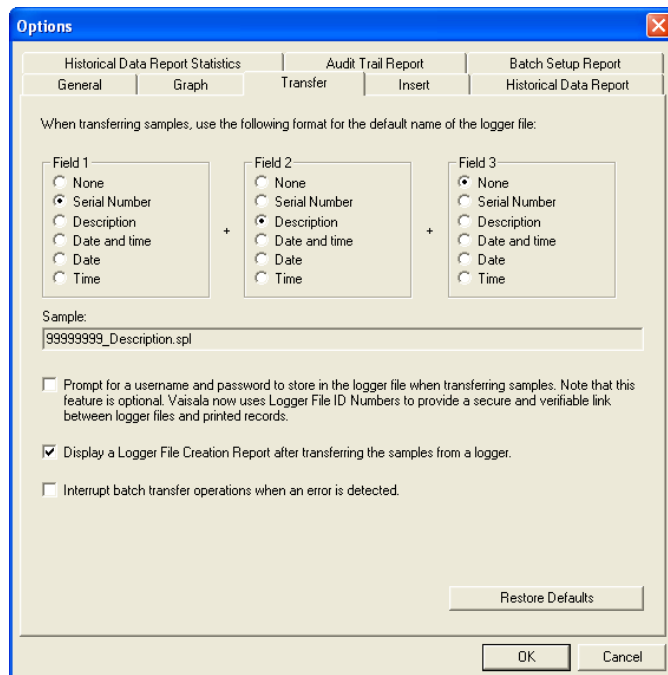 Options
Historical Data Report Statistics Audit Trail Report Batch Setup Report
General Graph Transfer Insert Historical Data Report
When transferring samples, use the following format for the default name of the logger file:
Field 1 Field 2 Field 3
None None None
Serial Number Serial Number Serial Number
Description Description Description
+ +
Date and time Date and time Date and time
Date Date Date
Time Time Time
Sample:
99999999_Description.spl
Prompt for a username and password to store in the logger file when transferring samples. Note that this
feature is optional. Vaisala now uses Logger File ID Numbers to provide a secure and verifiable link
between logger files and printed records.
Display a Logger File Creation Report after transferring the samples from a logger.
Interrupt batch transfer operations when an error is detected.
Restore Defaults
OK Cancel